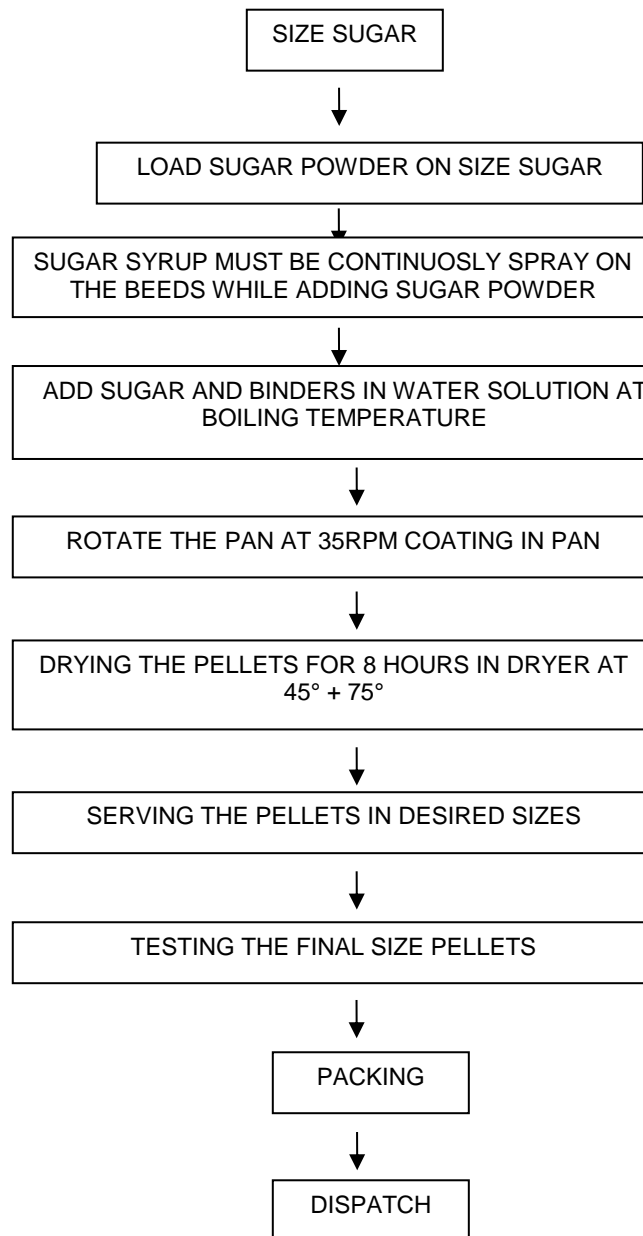 SIZE SUGAR
LOAD SUGAR POWDER ON SIZE SUGAR
SUGAR SYRUP MUST BE CONTINUOSLY SPRAY ON
THE BEEDS WHILE ADDING SUGAR POWDER
ADD SUGAR AND BINDERS IN WATER SOLUTION AT
BOILING TEMPERATURE
ROTATE THE PAN AT 35RPM COATING IN PAN
DRYING THE PELLETS FOR 8 HOURS IN DRYER AT
45° + 75°
SERVING THE PELLETS IN DESIRED SIZES
TESTING THE FINAL SIZE PELLETS
PACKING
DISPATCH